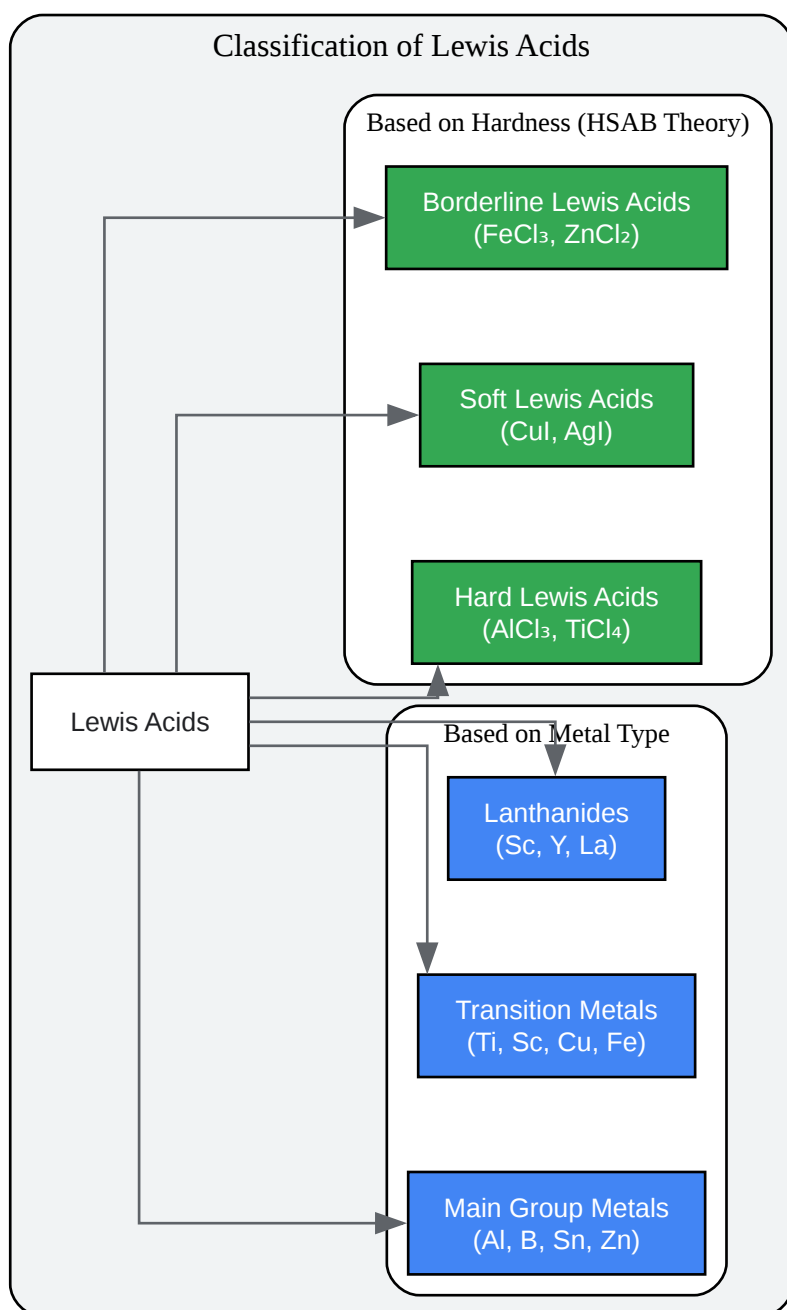 Classification of Lewis Acids
Based on Hardness (HSAB Theory)
Borderline Lewis Acids
(FeCl₃, ZnCl₂)
Soft Lewis Acids
(CuI, AgI)
Hard Lewis Acids
(AlCl₃, TiCl₄)
Lewis Acids
Based on Metal Type
Lanthanides
(Sc, Y, La)
Transition Metals
(Ti, Sc, Cu, Fe)
Main Group Metals
(Al, B, Sn, Zn)